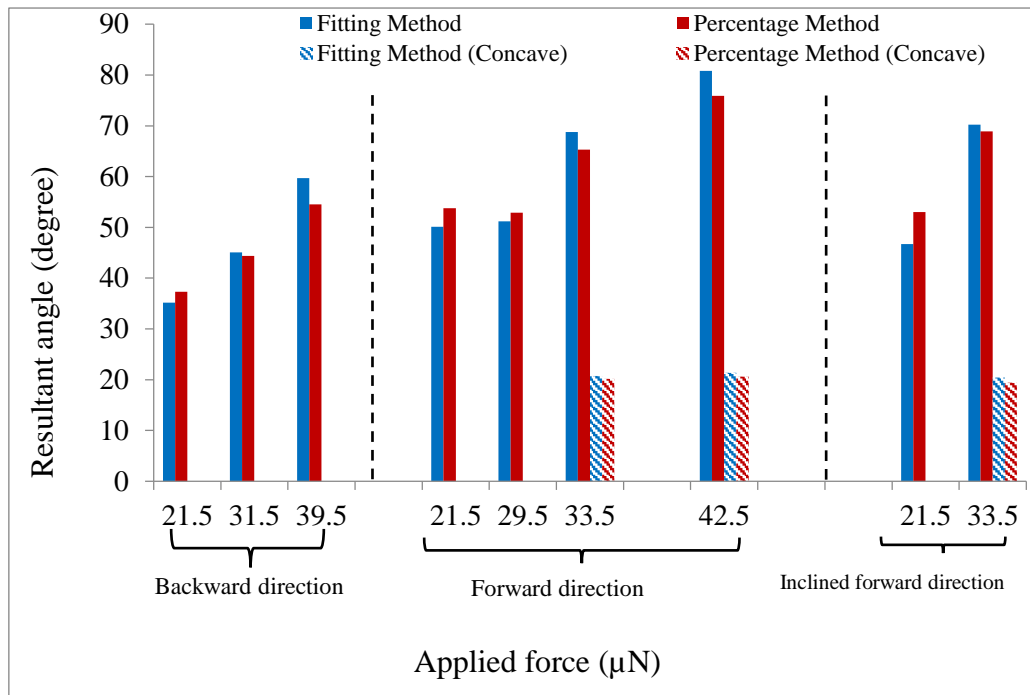 Fitting Method
Percentage Method
Fitting Method (Concave)
Percentage Method (Concave)
90
80
70
60
50
40
30
20
10
0
Resultant angle (degree)
21.5 31.5 39.5 21.5 29.5 33.5 42.5 21.5 33.5
Backward direction
Forward direction
Inclined forward direction
Applied force (µN)